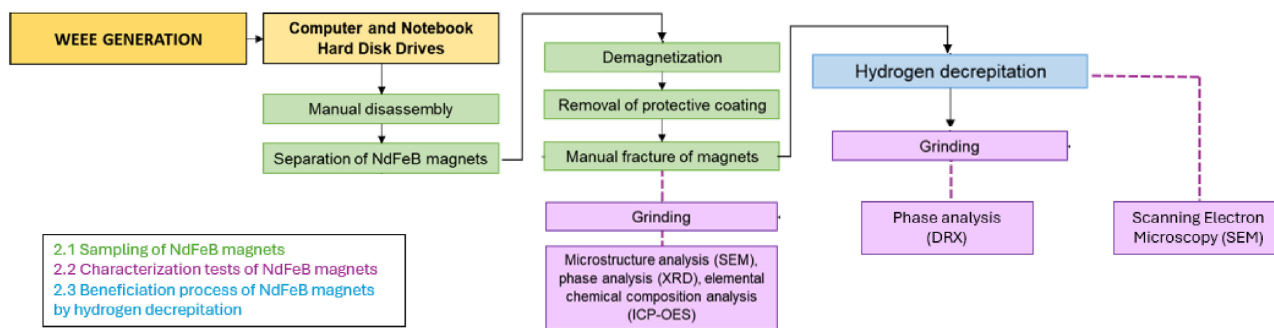 WEEE GENERATION
Computer and Notebook
Hard Disk Drives
Manual disassembly
Separation of NdFeB magnets
Demagnetization
Removal of protective coating
Manual fracture of magnets
Grinding
Microstructure analysis (SEM),
phase analysis (XRD), elemental
chemical composition analysis
(ICP-OES)
Hydrogen decrepitation
Grinding
Phase analysis
(DRX)
Scanning Electron
Microscopy (SEM)
2.1 Sampling of NdFeB magnets
2.2 Characterization tests of NdFeB magnets
2.3 Beneficiation process of NdFeB magnets
by hydrogen decrepitation